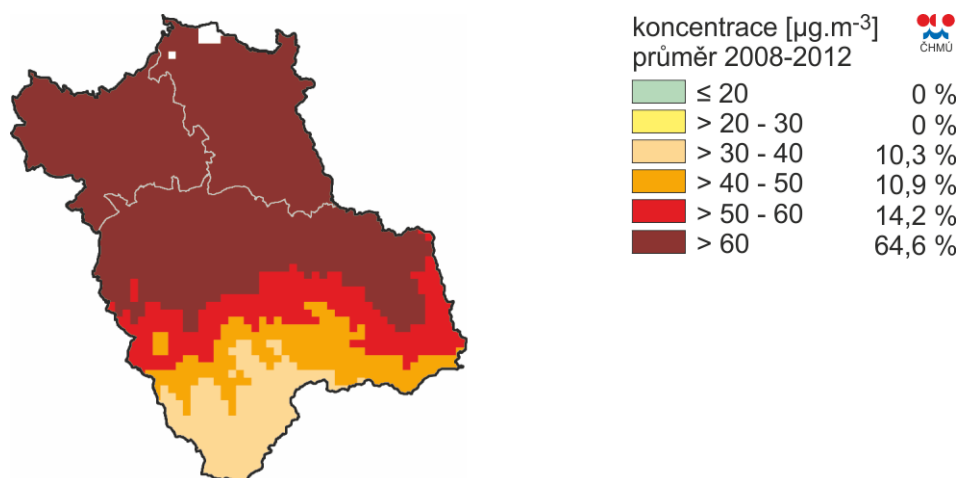 koncentrace [µg.m-3]
průměr 2008-2012
ČHMÚ
≤ 20 0 %
> 20 - 30 0 %
> 30 - 40 10,3 %
> 40 - 50 10,9 %
> 50 - 60 14,2 %
> 60 64,6 %